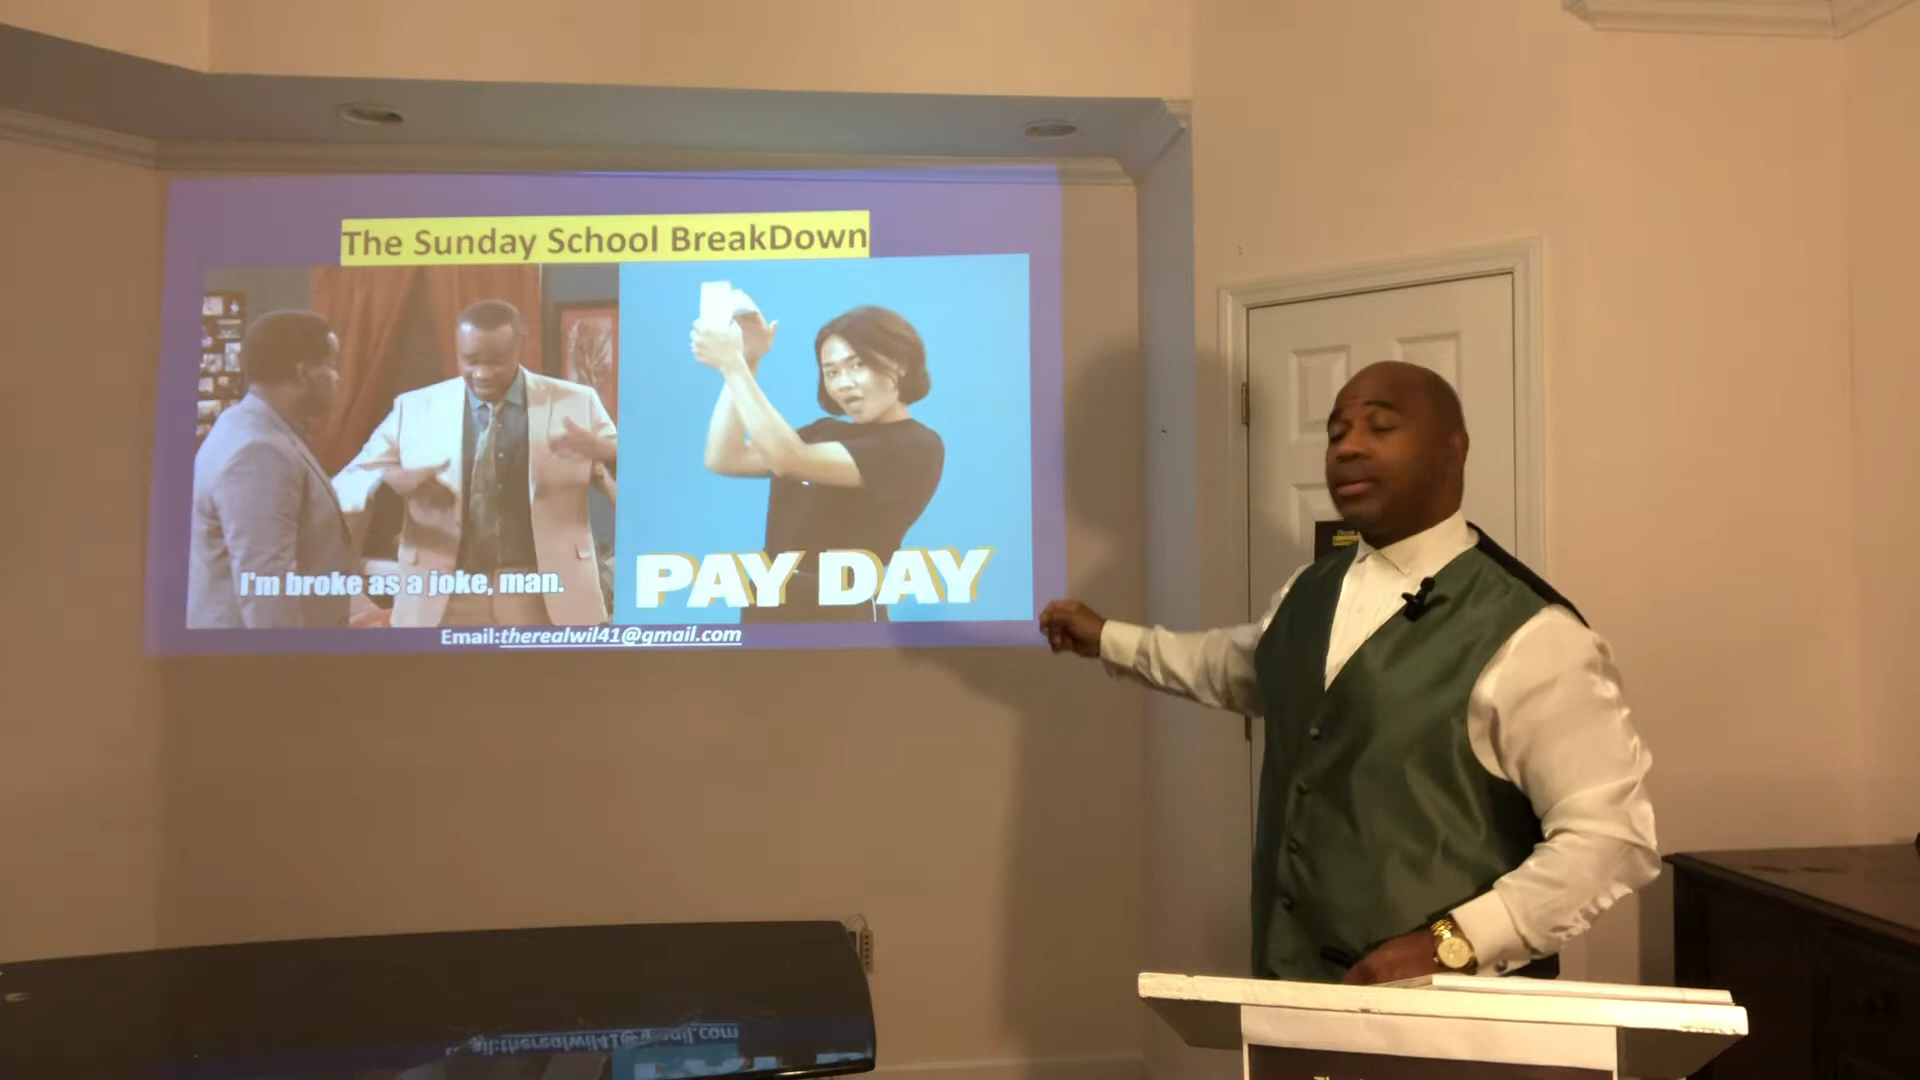 The Sunday School BreakDown
I'm broke as a joke, man.
PAY DAY
Email:therealwil41@gmail.com